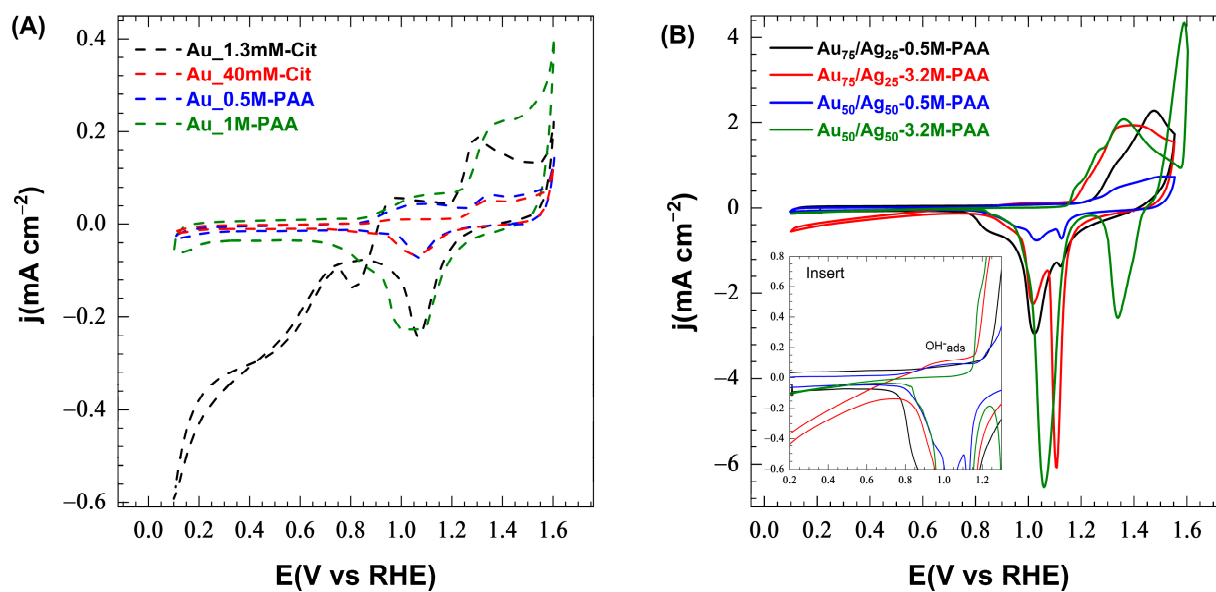 (A)
Au_1.3mM-Cit
Au_40mM-Cit
Au_0.5M-PAA
Au_1M-PAA
0.4
0.2
0.0
−0.2
−0.4
−0.6
j(mA cm⁻²)
0.0 0.2 0.4 0.6 0.8 1.0 1.2 1.4 1.6
E(V vs RHE)
(B)
Au₇₅/Ag₂₅-0.5M-PAA
Au₇₅/Ag₂₅-3.2M-PAA
Au₅₀/Ag₅₀-0.5M-PAA
Au₅₀/Ag₅₀-3.2M-PAA
4
2
0
−2
−4
−6
j(mA cm⁻²)
Insert
OH⁻ads
0.8
0.6
0.4
0.2
0.0
-0.2
-0.4
-0.6
0.2 0.4 0.6 0.8 1.0 1.2
0.0 0.2 0.4 0.6 0.8 1.0 1.2 1.4 1.6
E(V vs RHE)